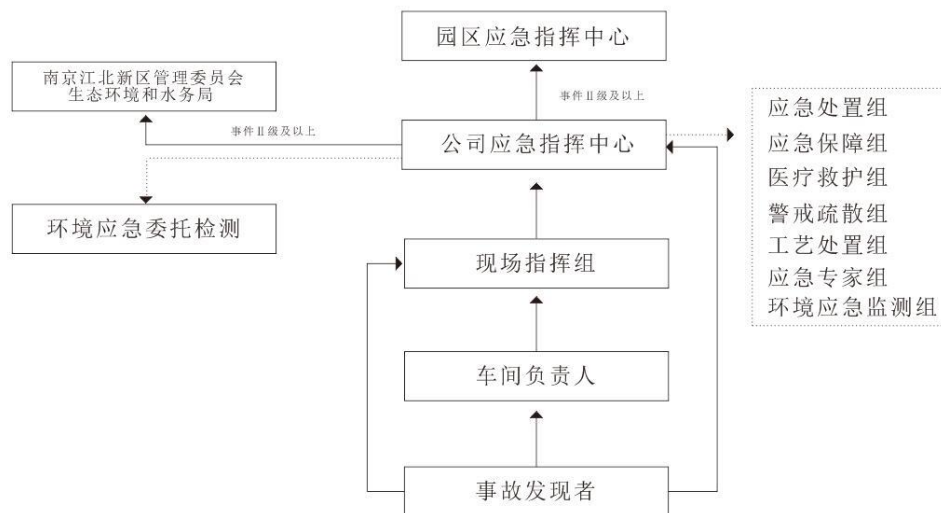 园区应急指挥中心
南京江北新区管理委员会
生态环境和水务局
事件Ⅱ级及以上
事件Ⅱ级及以上
公司应急指挥中心
应急处置组
应急保障组
医疗救护组
警戒疏散组
工艺处置组
应急专家组
环境应急监测组
环境应急委托检测
现场指挥组
车间负责人
事故发现者